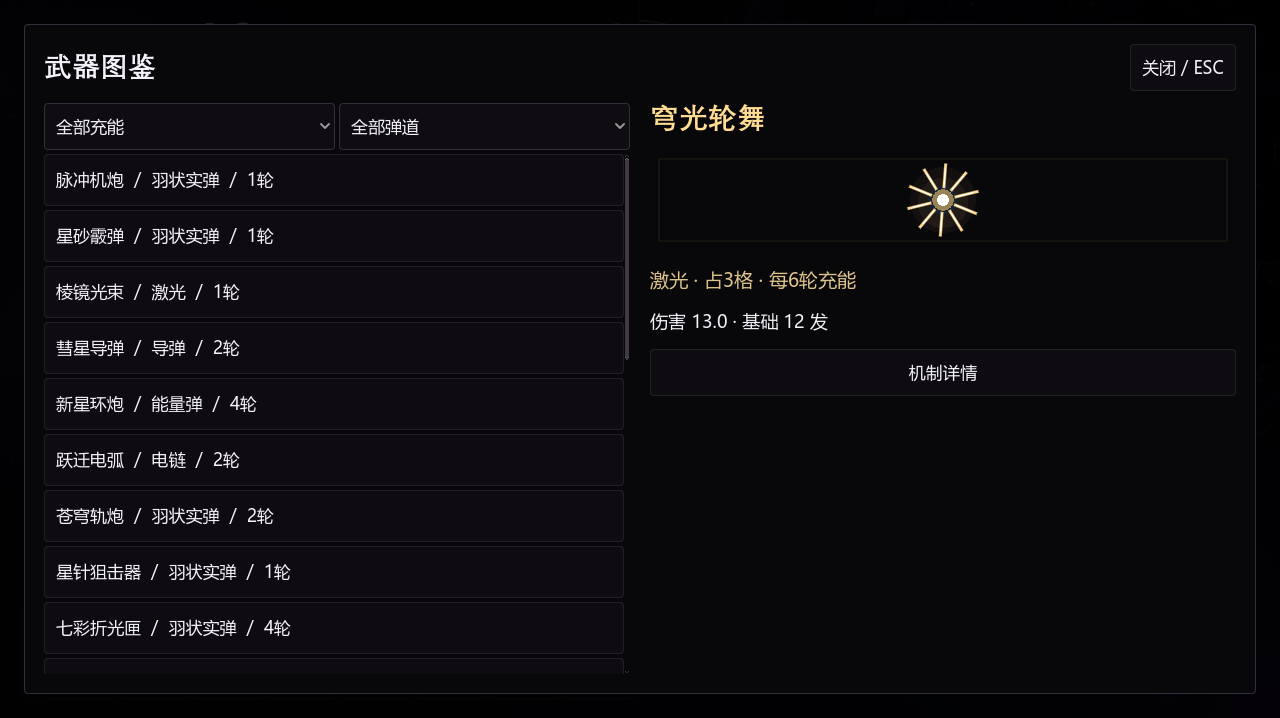 武器图鉴
关闭 / ESC
全部充能
全部弹道
脉冲机炮 / 羽状实弹 / 1轮
星砂霰弹 / 羽状实弹 / 1轮
棱镜光束 / 激光 / 1轮
彗星导弹 / 导弹 / 2轮
新星环炮 / 能量弹 / 4轮
跃迁电弧 / 电链 / 2轮
苍穹轨炮 / 羽状实弹 / 2轮
星针狙击器 / 羽状实弹 / 1轮
七彩折光匣 / 羽状实弹 / 4轮
穹光轮舞
激光 · 占3格 · 每6轮充能
伤害 13.0 · 基础 12 发
机制详情